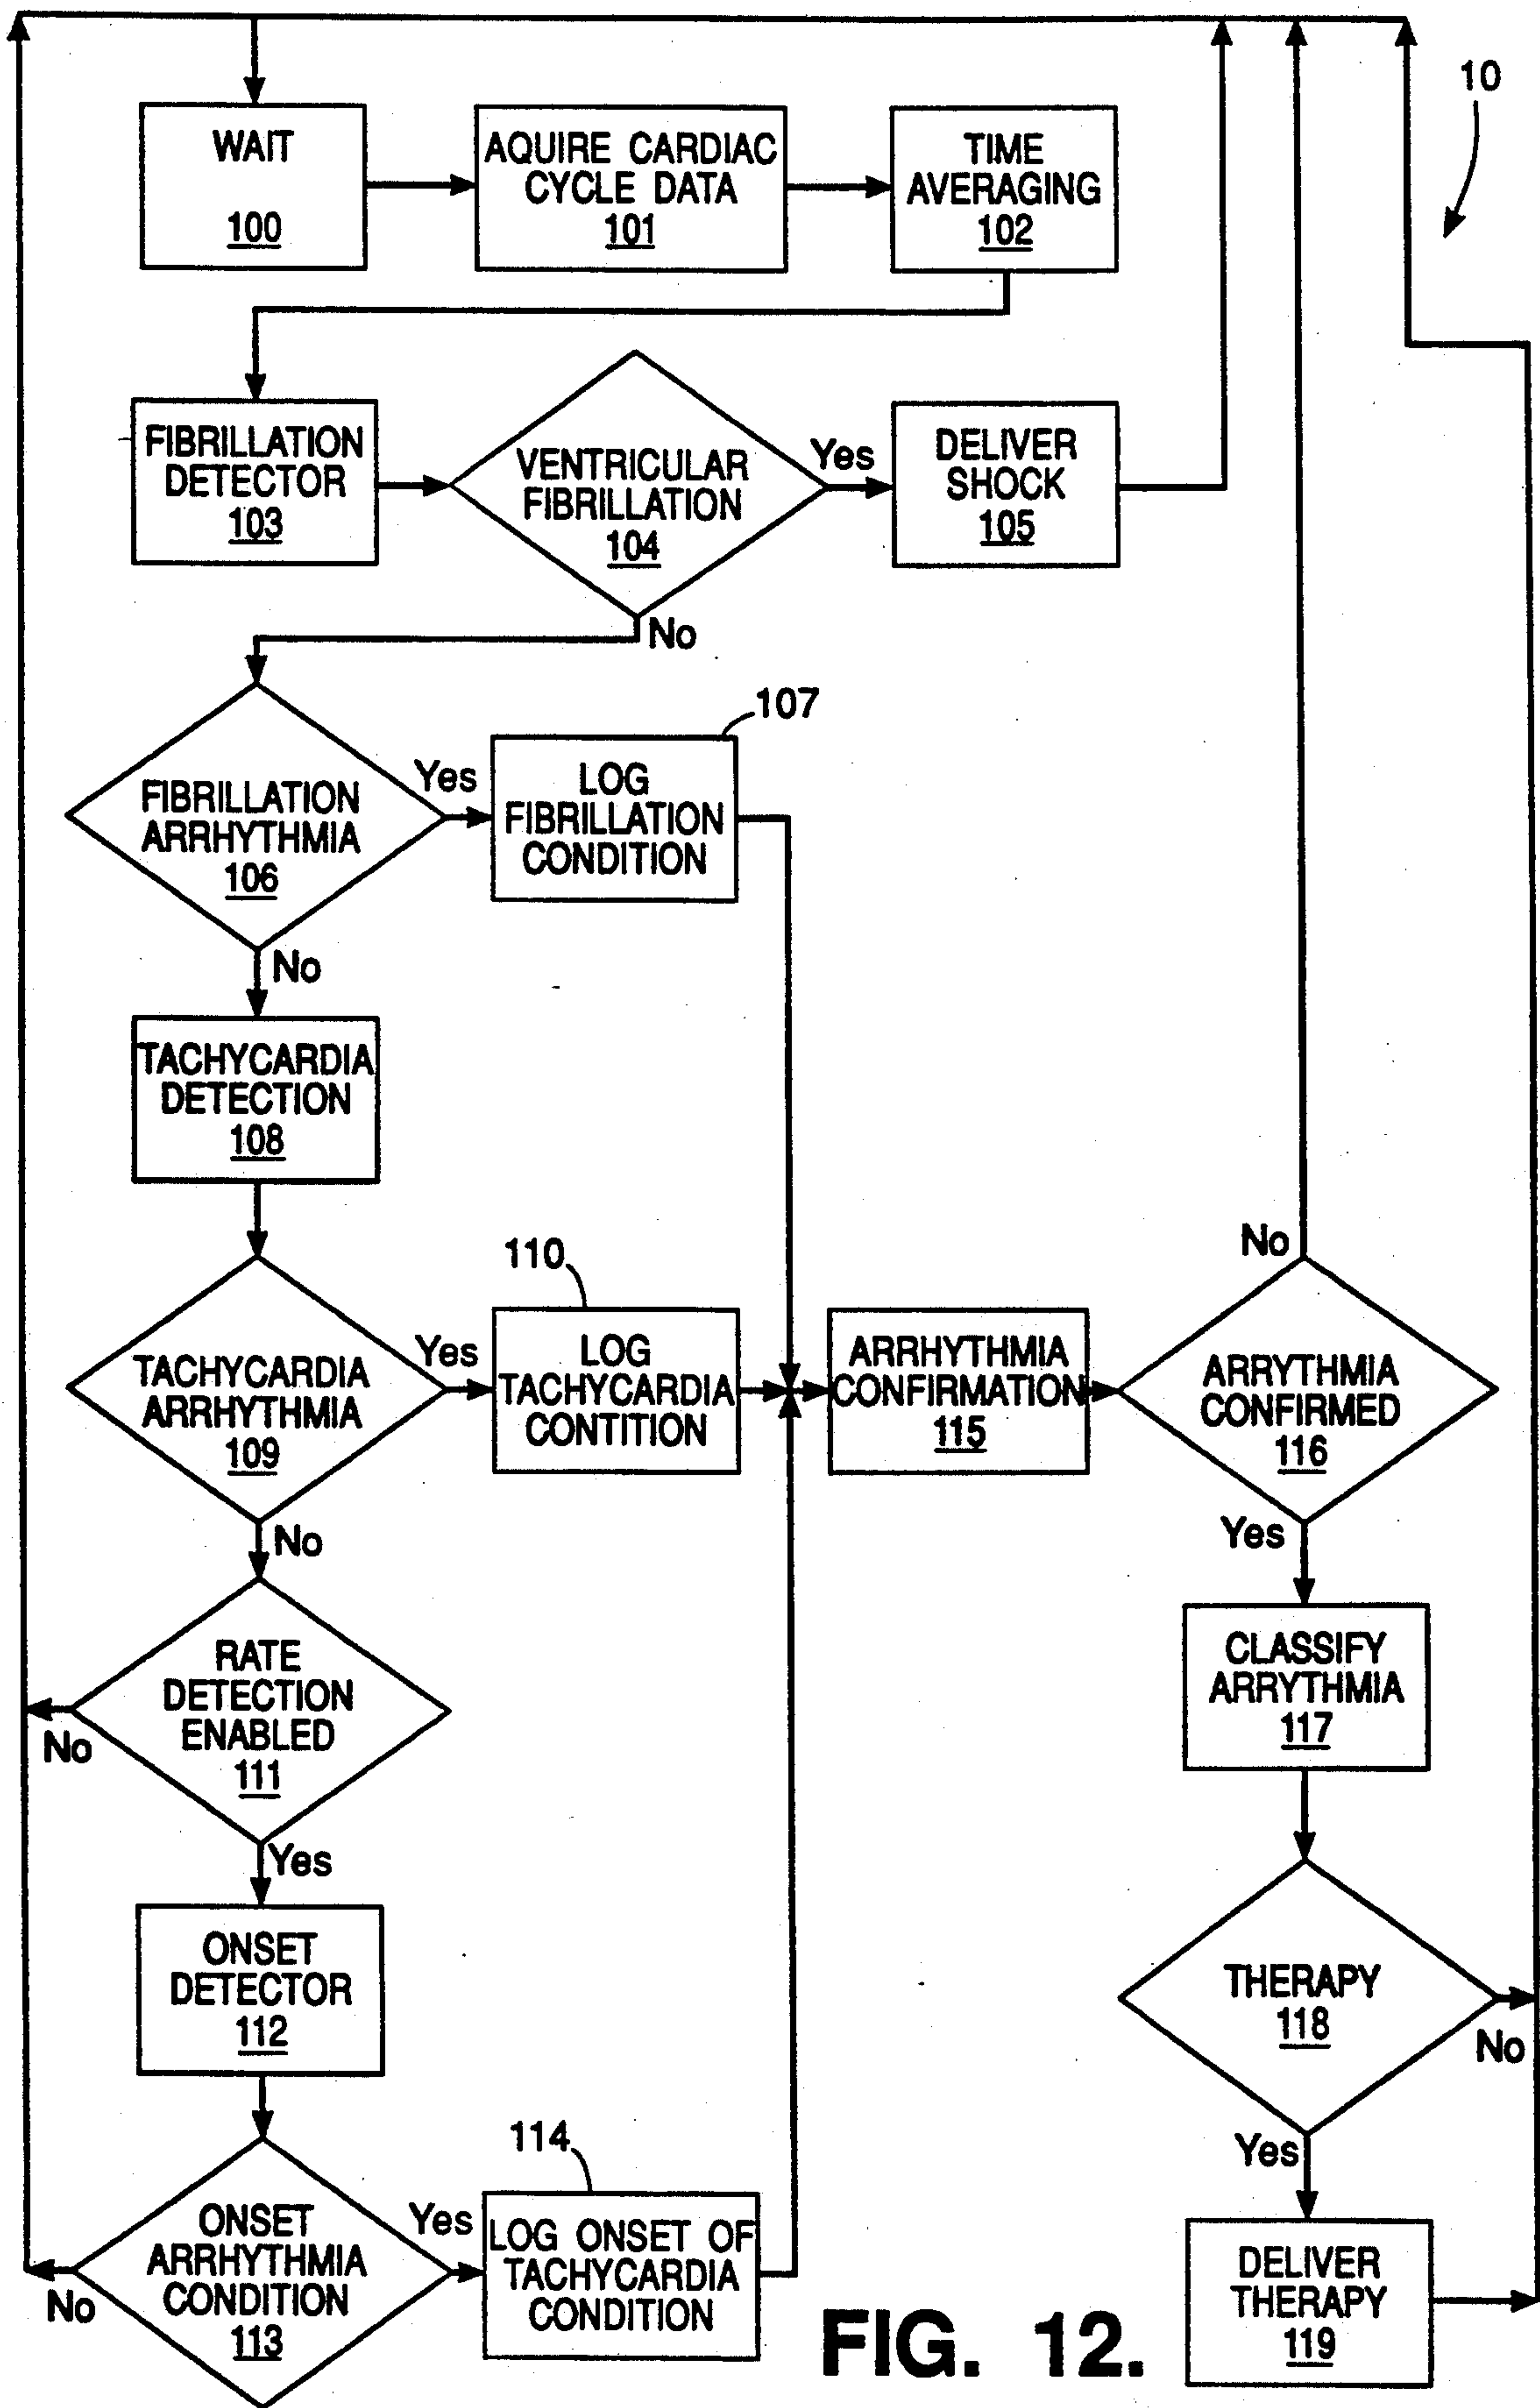 10
WAIT
100
AQUIRE CARDIAC
CYCLE DATA
101
TIME
AVERAGING
102
FIBRILLATION
DETECTOR
103
VENTRICULAR
FIBRILLATION
104
Yes
No
DELIVER
SHOCK
105
FIBRILLATION
ARRHYTHMIA
106
Yes
No
107
LOG
FIBRILLATION
CONDITION
TACHYCARDIA
DETECTION
108
TACHYCARDIA
ARRHYTHMIA
109
Yes
No
110
LOG
TACHYCARDIA
CONTITION
ARRHYTHMIA
CONFIRMATION
115
No
ARRYTHMIA
CONFIRMED
116
Yes
RATE
DETECTION
ENABLED
111
No
Yes
CLASSIFY
ARRYTHMIA
117
ONSET
DETECTOR
112
THERAPY
118
No
Yes
ONSET
ARRHYTHMIA
CONDITION
113
No
Yes
114
LOG ONSET OF
TACHYCARDIA
CONDITION
DELIVER
THERAPY
119
FIG. 12.